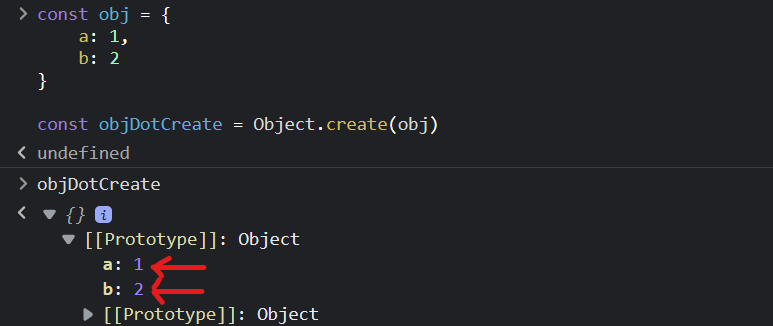 const obj = {
a: 1,
b: 2
}
const objDotCreate = Object.create(obj)
undefined
objDotCreate
{} i
[[Prototype]]: Object
a: 1
b: 2
[[Prototype]]: Object